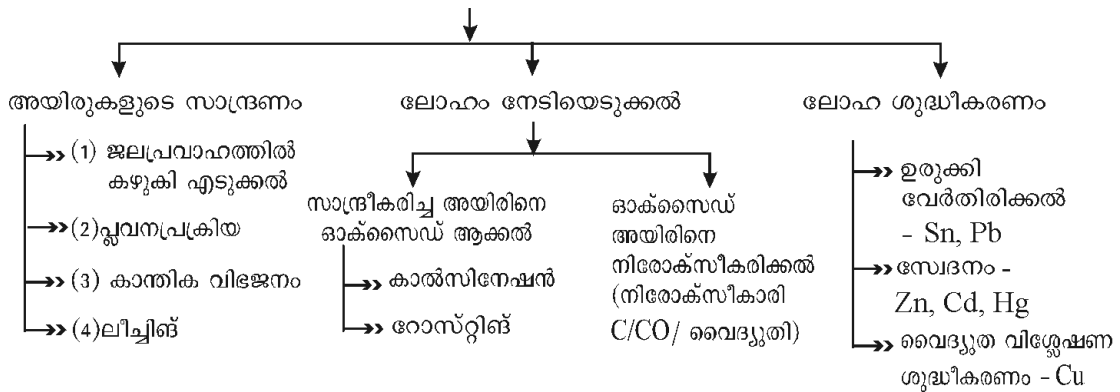 അയിരുകളുടെ സാന്ദ്രണം
(1) ജലപ്രവാഹത്തിൽ
കഴുകി എടുക്കൽ
(2)പ്ലവനപ്രക്രിയ
(3) കാന്തിക വിഭജനം
(4)ലീച്ചിങ്
ലോഹം നേടിയെടുക്കൽ
സാന്ദ്രീകരിച്ച അയിരിനെ
ഓക്സൈഡ് ആക്കൽ
കാൽസിനേഷൻ
റോസ്റ്റിങ്
ഓക്സൈഡ്
അയിരിനെ
നിരോക്സീകരിക്കൽ
(നിരോക്സീകാരി
C/CO/ വൈദ്യുതി)
ലോഹ ശുദ്ധീകരണം
ഉരുക്കി
വേർതിരിക്കൽ
- Sn, Pb
സ്വേദനം -
Zn, Cd, Hg
വൈദ്യുത വിശ്ലേഷണ
ശുദ്ധീകരണം - Cu